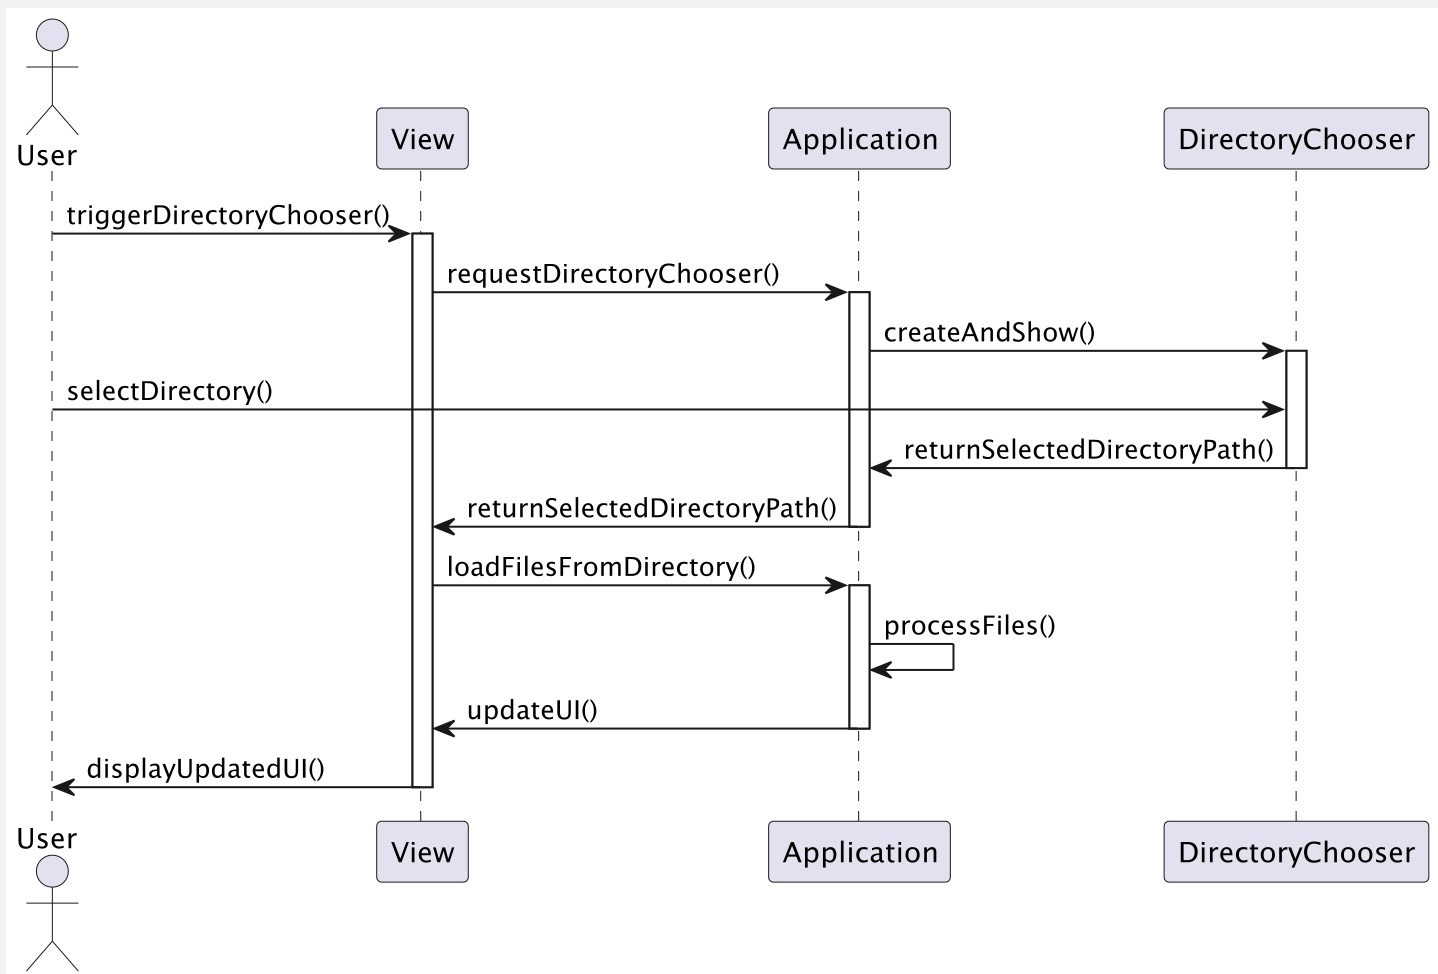 User
View
Application
DirectoryChooser
triggerDirectoryChooser()
requestDirectoryChooser()
createAndShow()
selectDirectory()
returnSelectedDirectoryPath()
returnSelectedDirectoryPath()
loadFilesFromDirectory()
processFiles()
updateUI()
displayUpdatedUI()
User
View
Application
DirectoryChooser